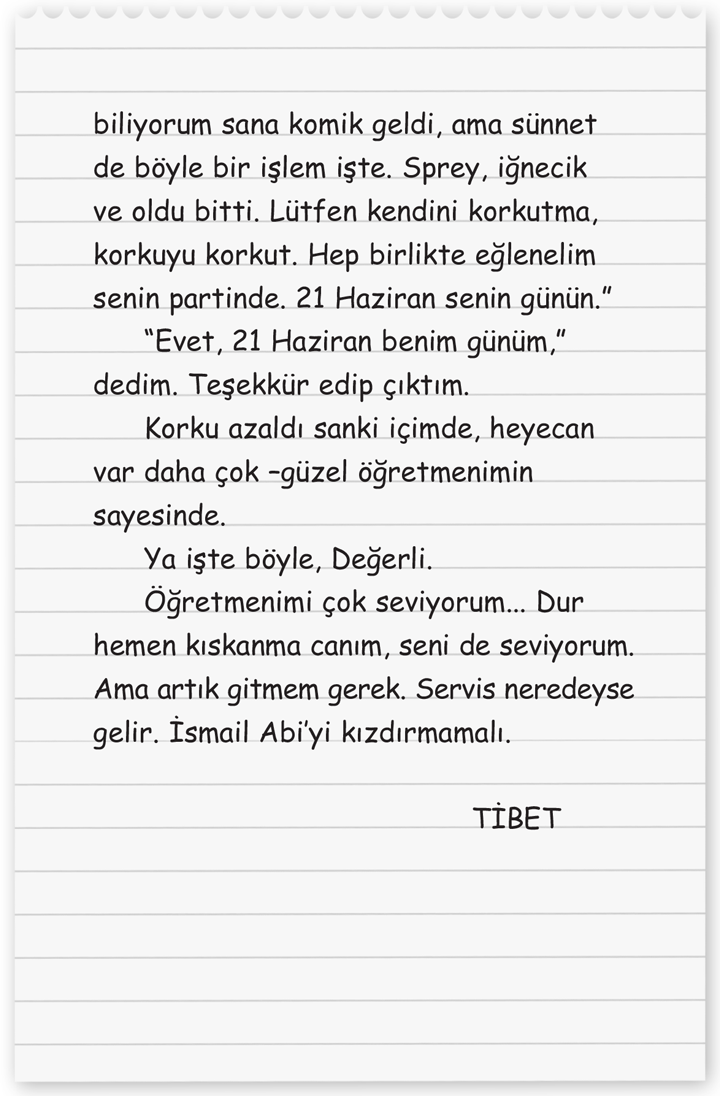 biliyorum sana komik geldi, ama sünnet
de böyle bir işlem işte. Sprey, iğnecik
ve oldu bitti. Lütfen kendini korkutma,
korkuyu korkut. Hep birlikte eğlenelim
senin partinde. 21 Haziran senin günün.”
“Evet, 21 Haziran benim günüm,”
dedim. Teşekkür edip çıktım.
Korku azaldı sanki içimde, heyecan
var daha çok –güzel öğretmenimin
sayesinde.
Ya işte böyle, Değerli.
Öğretmenimi çok seviyorum... Dur
hemen kıskanma canım, seni de seviyorum.
Ama artık gitmem gerek. Servis neredeyse
gelir. İsmail Abi’yi kızdırmamalı.
TİBET